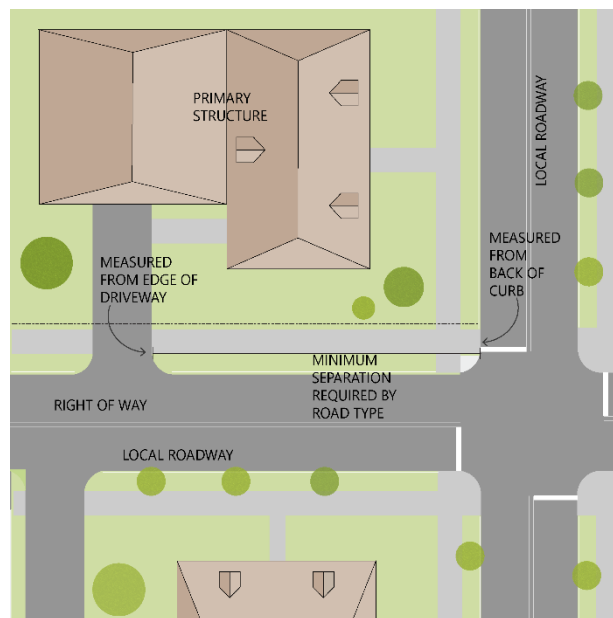 PRIMARY
STRUCTURE
LOCAL ROADWAY
MEASURED
FROM EDGE OF
DRIVEWAY
MEASURED
FROM
BACK OF
CURB
MINIMUM
SEPARATION
REQUIRED BY
ROAD TYPE
RIGHT OF WAY
LOCAL ROADWAY